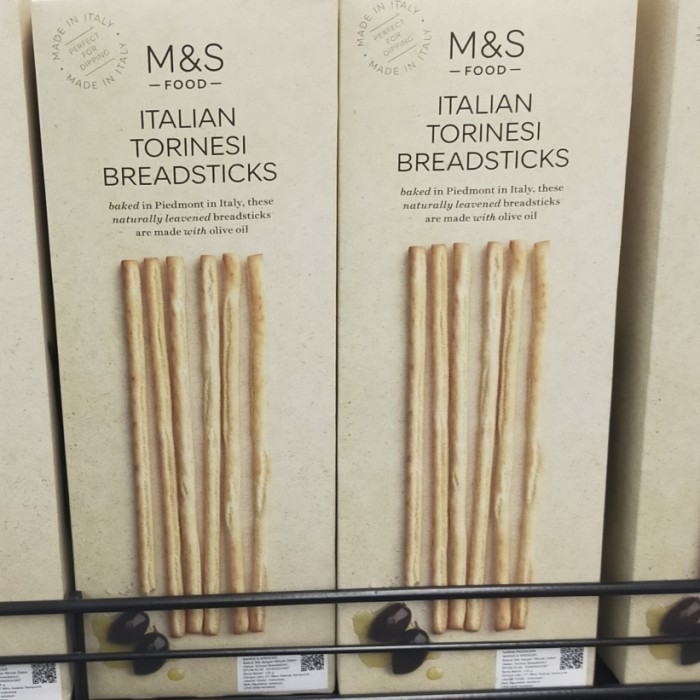 MADE IN ITALY
PERFECT
FOR
DIPPING
MADE IN ITALY
M&S
FOOD
ITALIAN
TORINESI
BREADSTICKS
baked in Piedmont in Italy, these
naturally leavened breadsticks
are made with olive oil
MADE IN ITALY
PERFECT
FOR
DIPPING
MADE IN ITALY
M&S
FOOD
ITALIAN
TORINESI
BREADSTICKS
baked in Piedmont in Italy, these
naturally leavened breadsticks
are made with olive oil